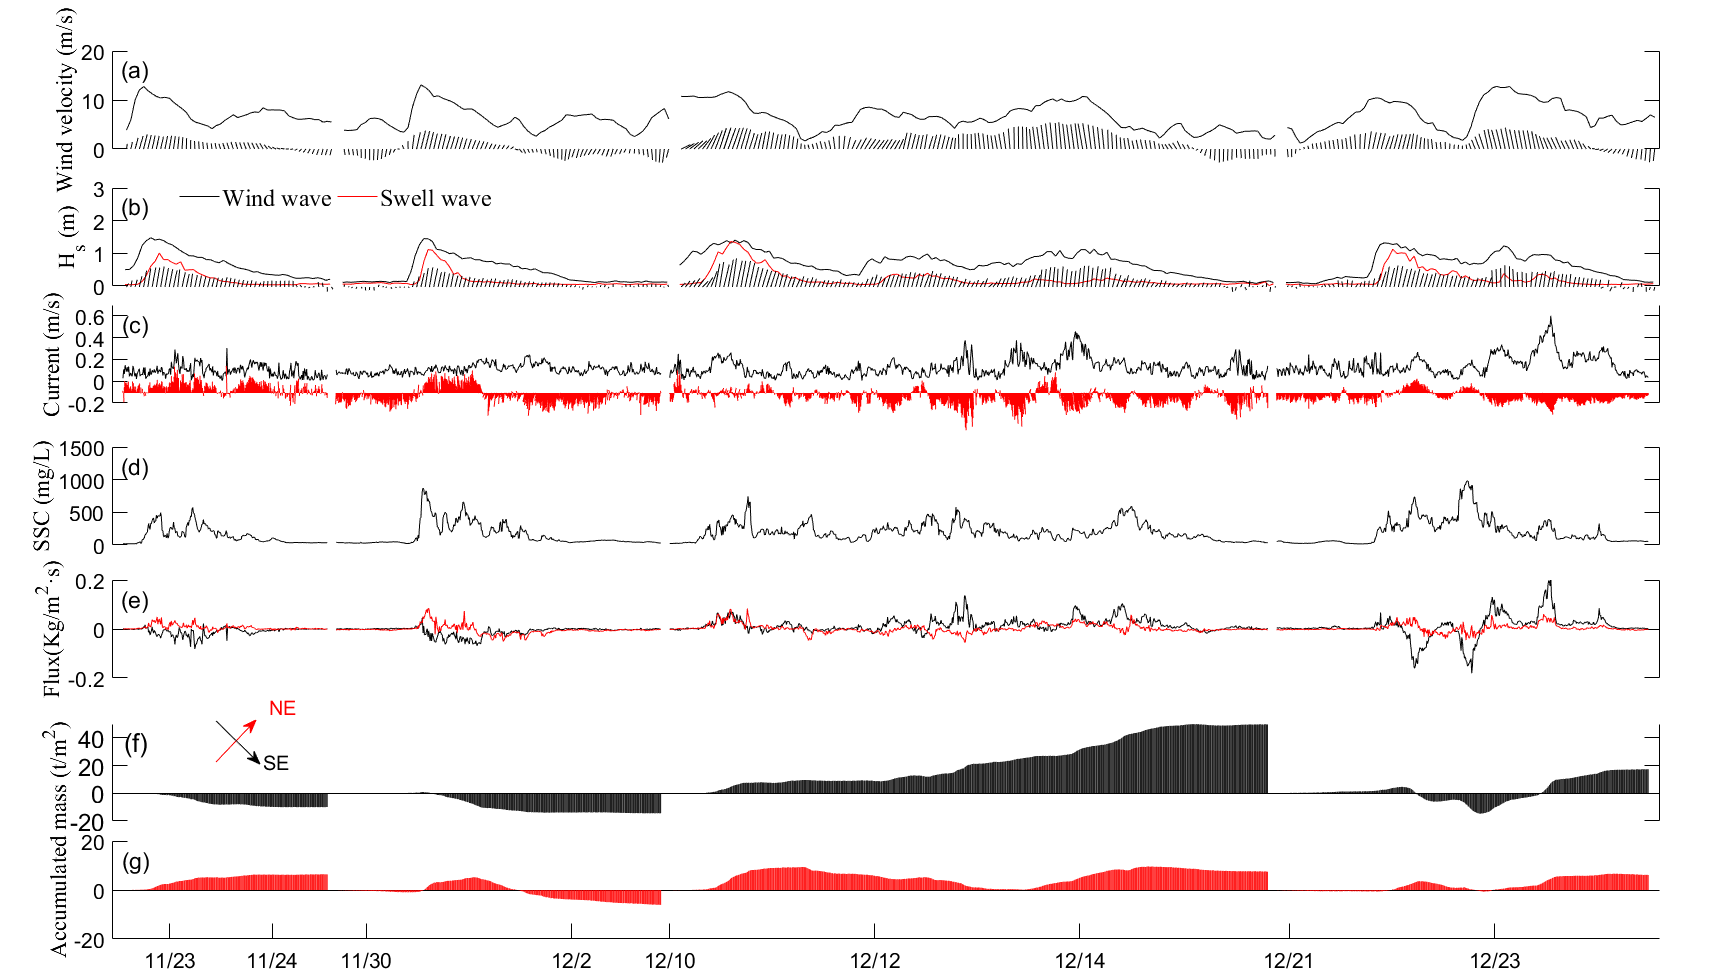 Wind velocity (m/s)
20
10
0
(a)
H_s (m)
3
2
1
0
(b)
Wind wave
Swell wave
Current (m/s)
0.6
0.4
0.2
0
-0.2
(c)
SSC (mg/L)
1500
1000
500
0
(d)
Flux(Kg/m²·s)
0.2
0
-0.2
(e)
NE
SE
Accumulated mass (t/m²)
40
20
0
-20
(f)
20
0
-20
(g)
11/23 11/24 11/30 12/2 12/10 12/12 12/14 12/21 12/23